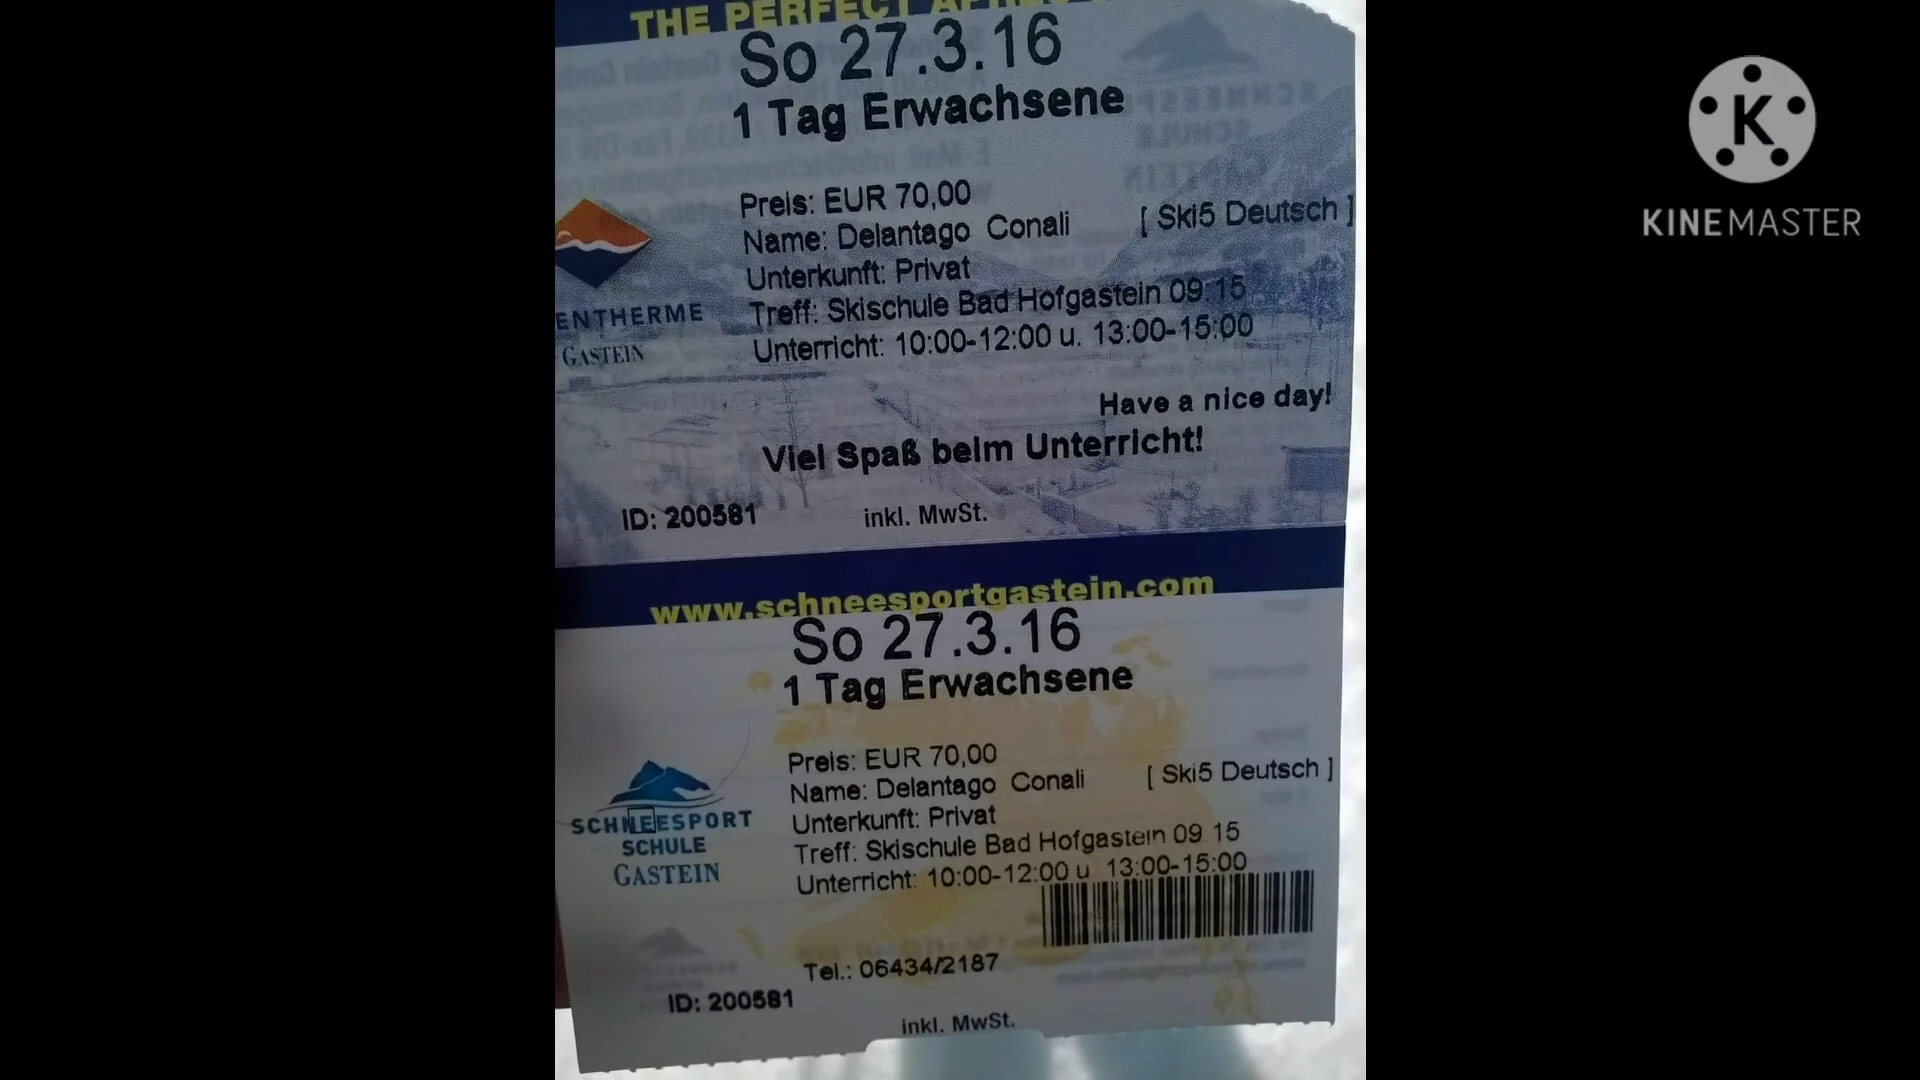 THE PERFECT
So 27.3.16
1 Tag Erwachsene
Preis: EUR 70,00
Name: Delantago Conali [ Ski5 Deutsch ]
Unterkunft: Privat
Treff: Skischule Bad Hofgastein 09:15
Unterricht: 10:00-12:00 u. 13:00-15:00
ENTHERME
GASTEIN
Have a nice day!
Viel Spaß beim Unterricht!
ID: 200581 inkl. MwSt.
www.schneesportgastein.com
So 27.3.16
1 Tag Erwachsene
Preis: EUR 70,00
Name: Delantago Conali [ Ski5 Deutsch ]
Unterkunft: Privat
Treff: Skischule Bad Hofgastein 09 15
Unterricht: 10:00-12:00 u 13:00-15:00
SCHNEESPORT
SCHULE
GASTEIN
Tel.: 06434/2187
ID: 200581
inkl. MwSt.
K
KINEMASTER